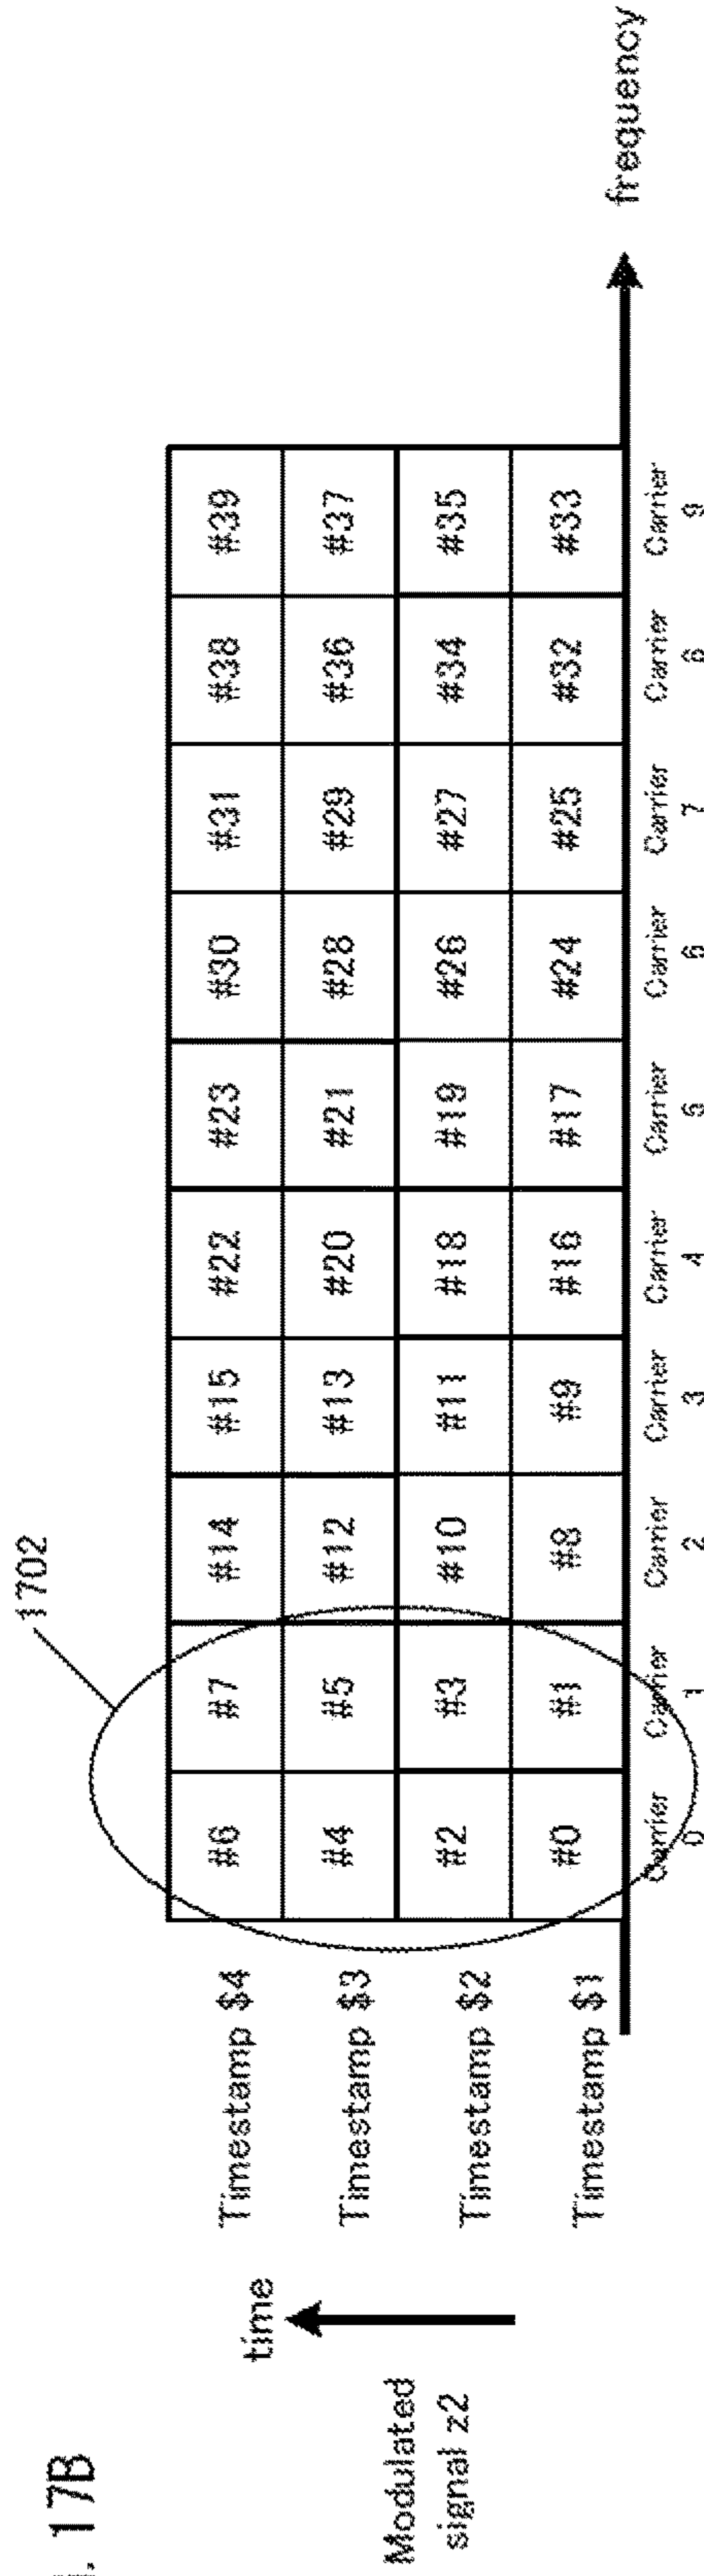 . 17B
1702
time
Modulated
signal z2
Timestamp $4
#6 #7 #14 #15 #22 #23 #30 #31 #38 #39
Timestamp $3
#4 #5 #12 #13 #20 #21 #28 #29 #36 #37
Timestamp $2
#2 #3 #10 #11 #18 #19 #26 #27 #34 #35
Timestamp $1
#0 #1 #8 #9 #16 #17 #24 #25 #32 #33
Carrier Carrier Carrier Carrier Carrier Carrier Carrier Carrier Carrier Carrier
0 1 2 3 4 5 6 7 8 9
frequency